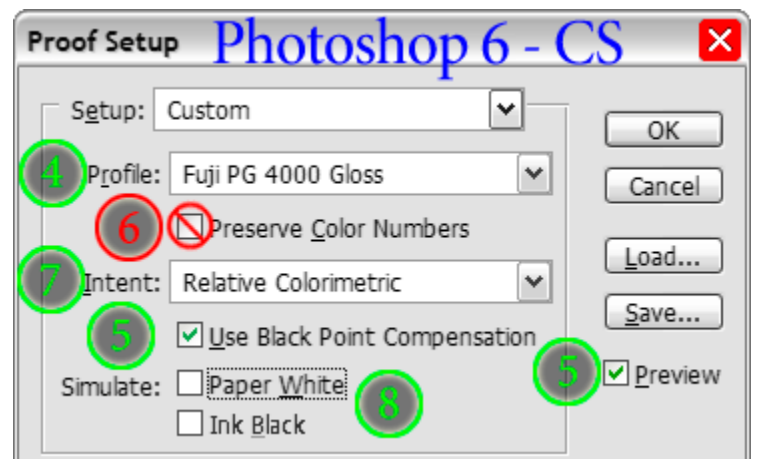 Proof Setup Photoshop 6 - CS
Setup: Custom
OK
4 Profile: Fuji PG 4000 Gloss
Cancel
6 Preserve Color Numbers
Load...
7 Intent: Relative Colorimetric
Save...
5 Use Black Point Compensation
5 Preview
Simulate: Paper White 8
Ink Black